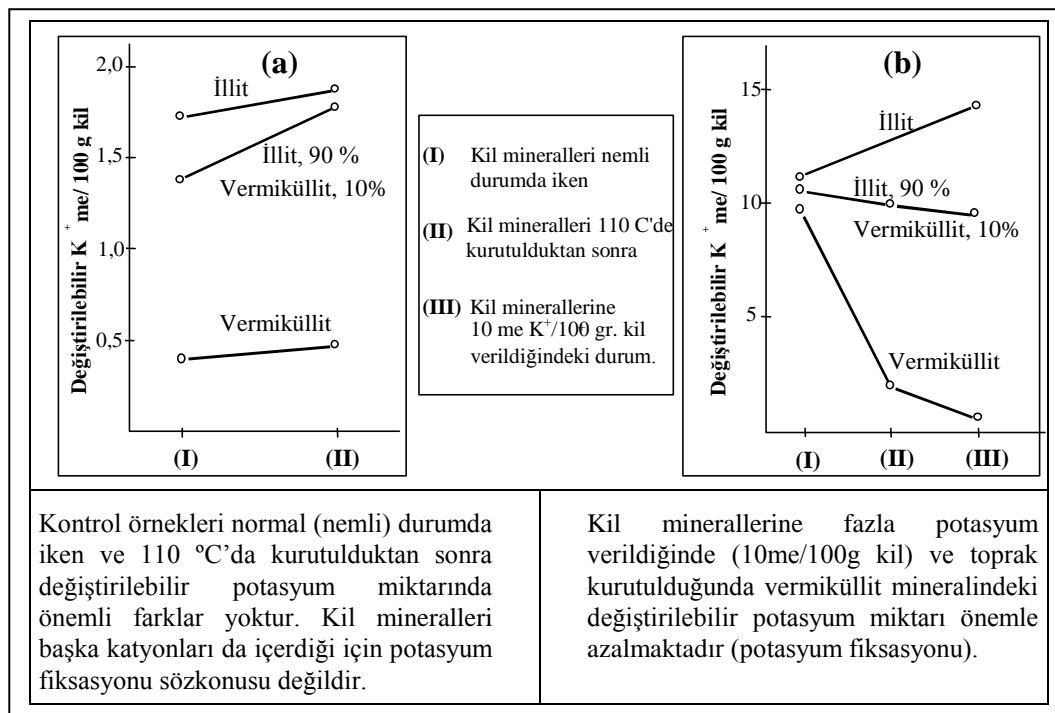 (a)
Değiştirilebilir K⁺ me/ 100 g kil
2,0
1,5
1,0
0,5
İllit
İllit, 90 %
Vermiküllit, 10%
Vermiküllit
(I)
(II)
(I) Kil mineralleri nemli
durumda iken
(II) Kil mineralleri 110 C'de
kurutulduktan sonra
(III) Kil minerallerine
10 me K⁺/100 gr. kil
verildiğindeki durum.
(b)
Değiştirilebilir K⁺ me/ 100 g kil
15
10
5
İllit
İllit, 90 %
Vermiküllit, 10%
Vermiküllit
(I)
(II)
(III)
Kontrol örnekleri normal (nemli) durumda
iken ve 110 ºC’da kurutulduktan sonra
değiştirilebilir potasyum miktarında
önemli farklar yoktur. Kil mineralleri
başka katyonları da içerdiği için potasyum
fiksasyonu sözkonusu değildir.
Kil minerallerine fazla potasyum
verildiğinde (10me/100g kil) ve toprak
kurutulduğunda vermiküllit mineralindeki
değiştirilebilir potasyum miktarı önemle
azalmaktadır (potasyum fiksasyonu).